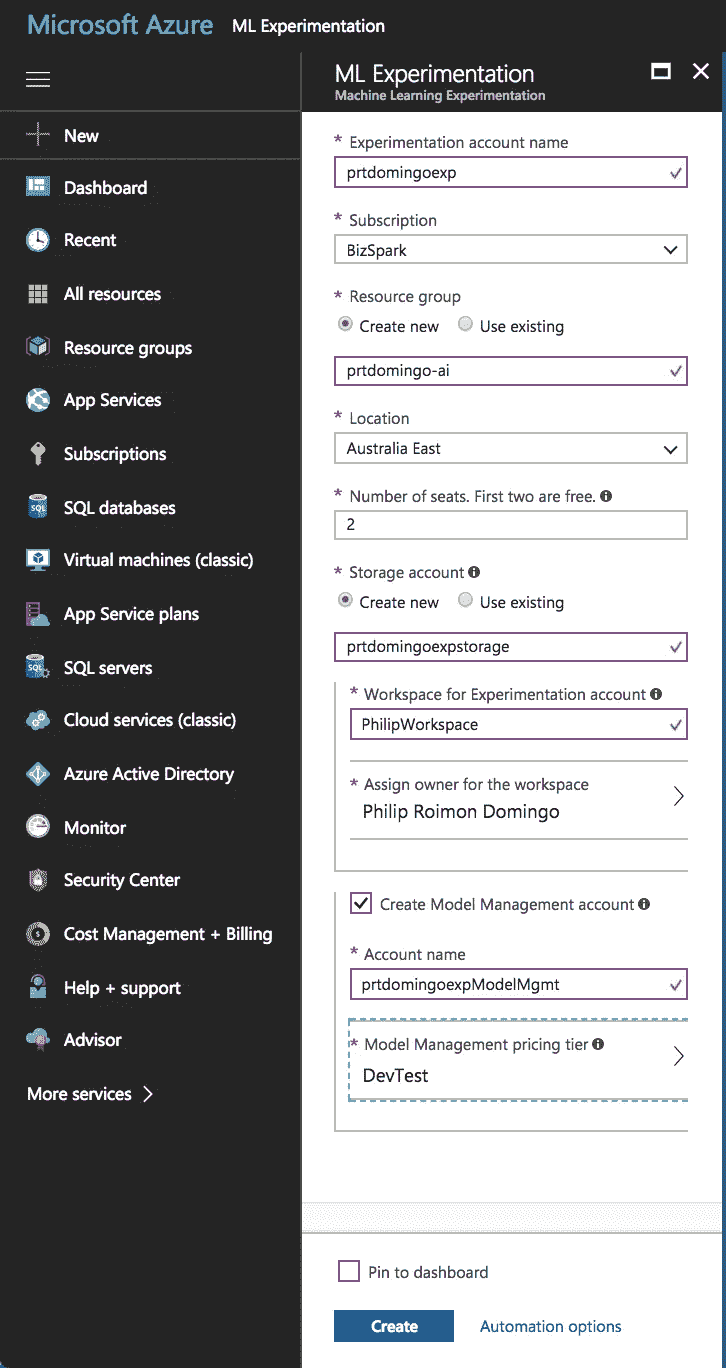 Microsoft Azure ML Experimentation
New
Dashboard
Recent
All resources
Resource groups
App Services
Subscriptions
SQL
SQL databases
Virtual machines (classic)
App Service plans
SQL
SQL servers
Cloud services (classic)
Azure Active Directory
Monitor
Security Center
Cost Management + Billing
Help + support
Advisor
More services
ML Experimentation
Machine Learning Experimentation
* Experimentation account name
prtdomingoexp
* Subscription
BizSpark
* Resource group
Create new Use existing
prtdomingo-ai
* Location
Australia East
* Number of seats. First two are free.
2
* Storage account
Create new Use existing
prtdomingoexpstorage
* Workspace for Experimentation account
PhilipWorkspace
* Assign owner for the workspace
Philip Roimon Domingo
Create Model Management account
* Account name
prtdomingoexpModelMgmt
* Model Management pricing tier
DevTest
Pin to dashboard
Create Automation options